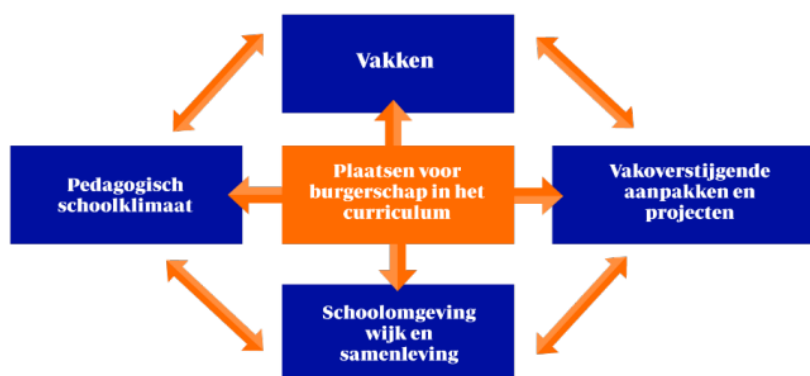 Vakken
Pedagogisch
schoolklimaat
Plaatsen voor
burgerschap in het
curriculum
Vakoverstijgende
aanpakken en
projecten
Schoolomgeving
wijk en
samenleving